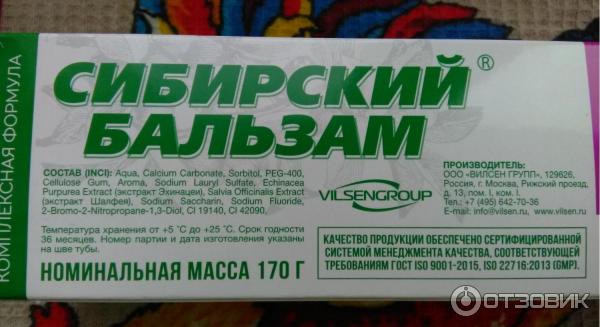 КОМПЛЕКСНАЯ ФОРМУЛА
СИБИРСКИЙ®
БАЛЬЗАМ
СОСТАВ (INCI): Aqua, Calcium Carbonate, Sorbitol, PEG-400,
Cellulose Gum, Aroma, Sodium Lauryl Sulfate, Echinacea
Purpurea Extract (экстракт Эхинацеи), Salvia Officinalis Extract
(экстракт Шалфея), Sodium Saccharin, Sodium Fluoride,
2-Bromo-2-Nitropropane-1,3-Diol, CI 19140, CI 42090.
Температура хранения от +5 °С до +25 °С. Срок годности
36 месяцев. Номер партии и дата изготовления указаны
на шве тубы.
НОМИНАЛЬНАЯ МАССА 170 Г
VILSENGROUP
ПРОИЗВОДИТЕЛЬ:
ООО «ВИЛСЕН ГРУПП», 129626,
Россия, г. Москва, Рижский проезд,
д. 13, пом. I, ком. I.
Тел.: +7 (495) 642-70-36
E-mail: info@vilsen.ru, www.vilsen.ru
КАЧЕСТВО ПРОДУКЦИИ ОБЕСПЕЧЕНО СЕРТИФИЦИРОВАННОЙ
СИСТЕМОЙ МЕНЕДЖМЕНТА КАЧЕСТВА, СООТВЕТСТВУЮЩЕЙ
ТРЕБОВАНИЯМ ГОСТ ISO 9001-2015, ISO 22716:2013 (GMP).
ОТЗОВИК